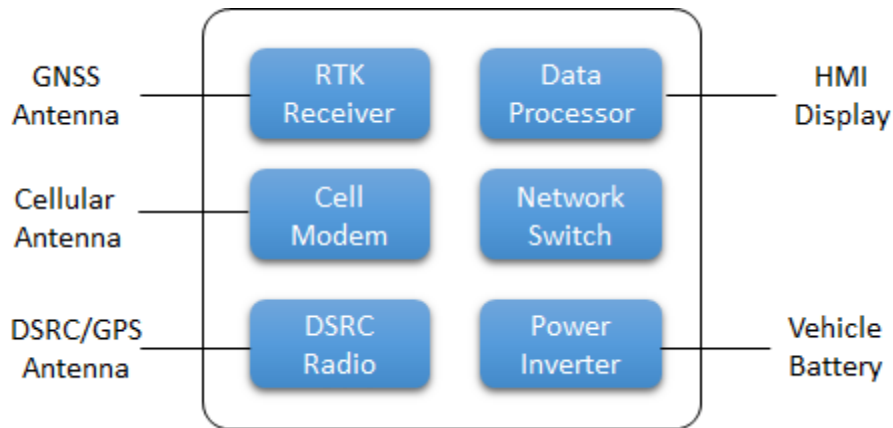 GNSS
Antenna
RTK
Receiver
Data
Processor
HMI
Display
Cellular
Antenna
Cell
Modem
Network
Switch
DSRC/GPS
Antenna
DSRC
Radio
Power
Inverter
Vehicle
Battery